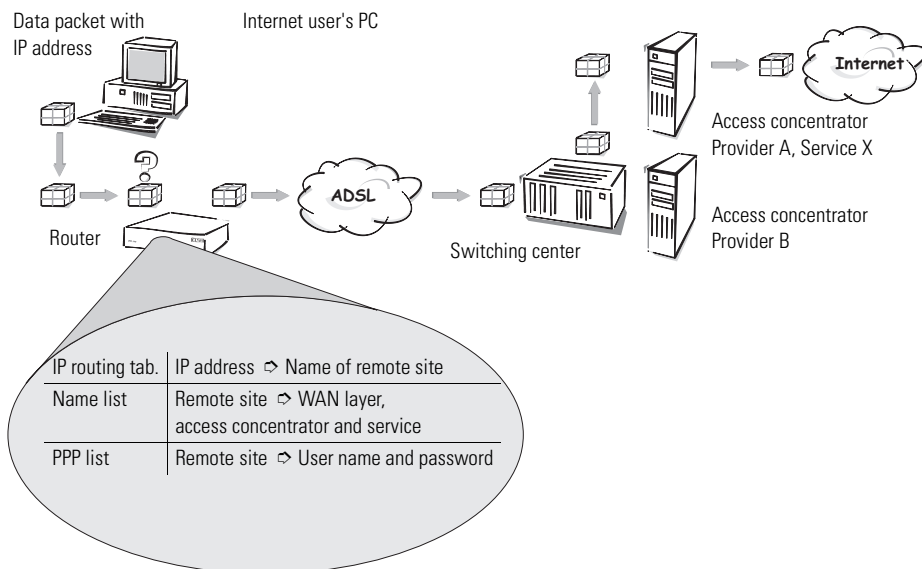 Data packet with
IP address
Internet user's PC
Internet
Access concentrator
Provider A, Service X
?
ADSL
Access concentrator
Provider B
Router
Switching center
IP routing tab. IP address ➩ Name of remote site
Name list Remote site ➩ WAN layer,
access concentrator and service
PPP list Remote site ➩ User name and password